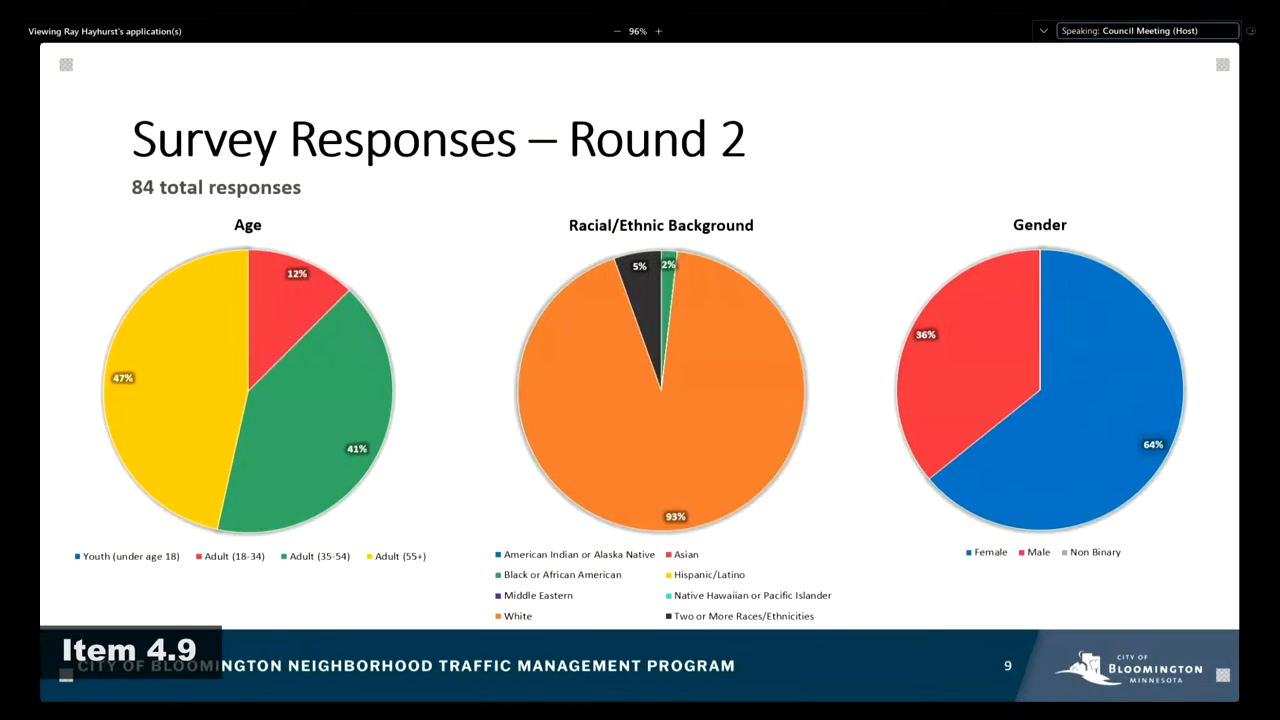 Viewing Ray Hayhurst's application(s)
− 96% +
Speaking: Council Meeting (Host)
Survey Responses – Round 2
84 total responses
Age
12%
47%
41%
Youth (under age 18) Adult (18-34) Adult (35-54) Adult (55+)
Racial/Ethnic Background
5% 2%
93%
American Indian or Alaska Native Asian
Black or African American Hispanic/Latino
Middle Eastern Native Hawaiian or Pacific Islander
White Two or More Races/Ethnicities
Gender
36%
64%
Female Male Non Binary
Item 4.9
CITY OF BLOOMINGTON NEIGHBORHOOD TRAFFIC MANAGEMENT PROGRAM
9
CITY OF
BLOOMINGTON
MINNESOTA